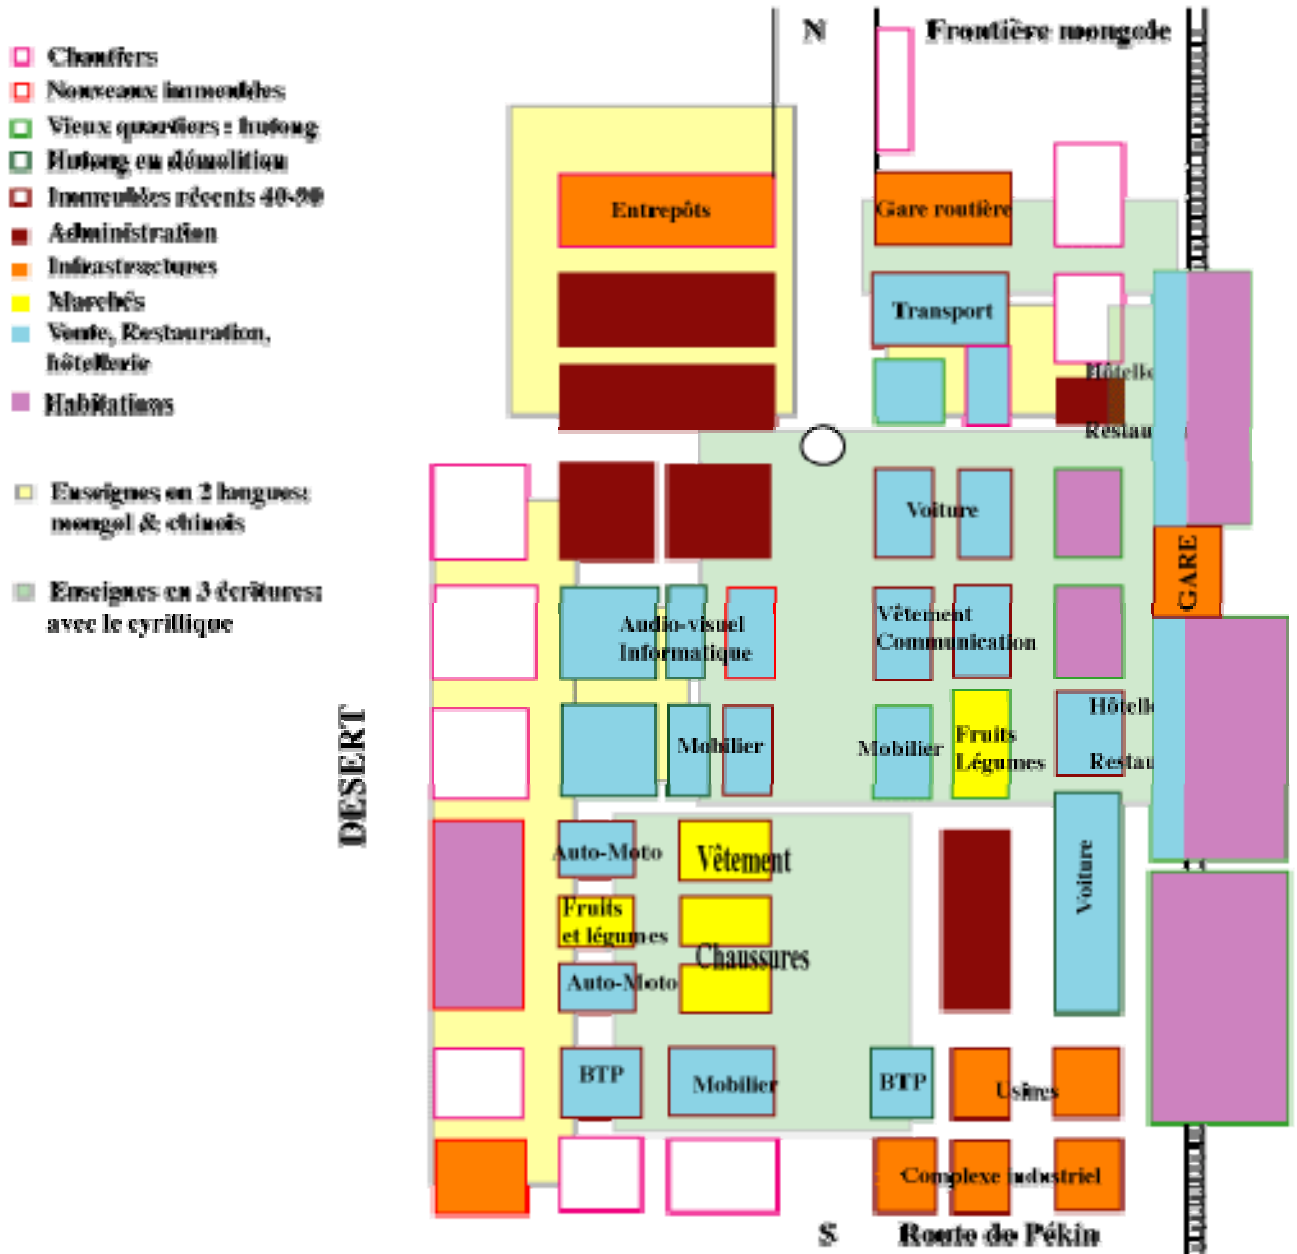 N
Frontière mongole
Chantiers
Nouveaux immeubles
Vieux quartiers : hutong
Hutong en démolition
Immeubles récents 40-90
Administration
Infrastructures
Marchés
Vente, Restauration,
hôtellerie
Habitations
Enseignes en 2 langues:
mongol & chinois
Enseignes en 3 écritures:
avec le cyrillique
DESERT
Entrepôts
Gare routière
Transport
Hôtelle
Restau
Voiture
GARE
Audio-visuel
Informatique
Vêtement
Communication
Mobilier
Mobilier
Fruits
Légumes
Hôtelle
Restau
Auto-Moto
Vêtement
Voiture
Fruits
et légumes
Chaussures
Auto-Moto
BTP
Mobilier
BTP
Usines
Complexe industriel
S
Route de Pékin